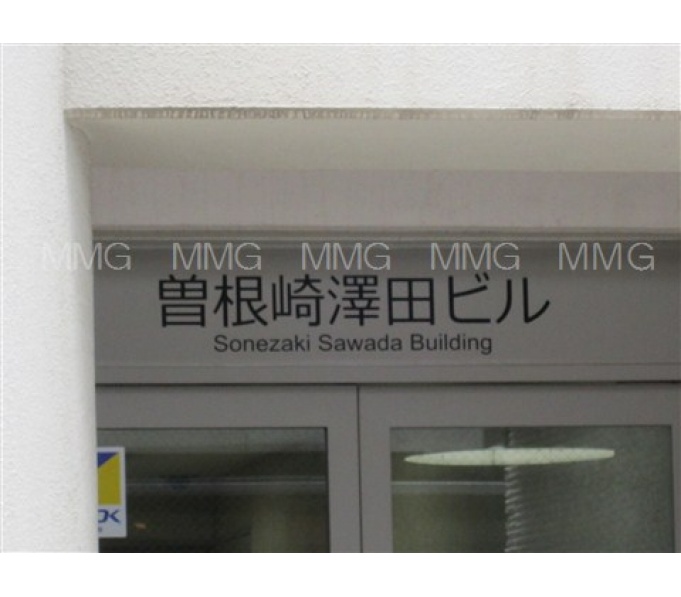 MMG MMG MMG MMG MMG
曽根崎澤田ビル
Sonezaki Sawada Building